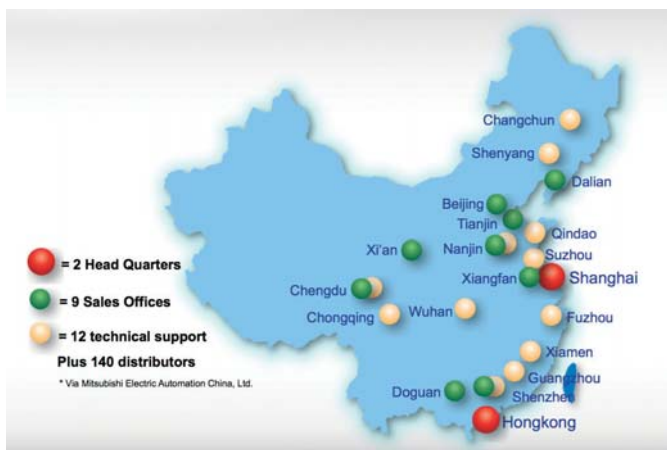 Changchun
Shenyang
Dalian
Beijing
Tianjin
Qindao
Xi'an
Nanjin
Suzhou
= 2 Head Quarters
Xiangfan
Shanghai
Chengdu
= 9 Sales Offices
Chongqing
Wuhan
Fuzhou
= 12 technical support
Plus 140 distributors
Xiamen
* Via Mitsubishi Electric Automation China, Ltd.
Guangzhou
Doguan
Shenzhen
Hongkong